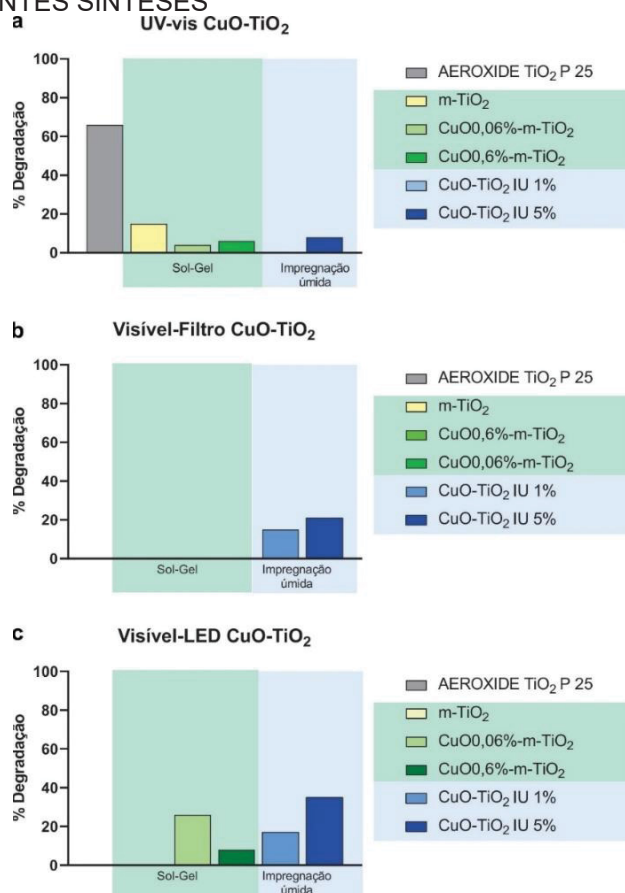 NTES SÍNTESES
a
UV-vis CuO-TiO2
% Degradação
100
80
60
40
20
0
Sol-Gel
Impregnação
úmida
AEROXIDE TiO2 P 25
m-TiO2
CuO0,06%-m-TiO2
CuO0,6%-m-TiO2
CuO-TiO2 IU 1%
CuO-TiO2 IU 5%
b
Visível-Filtro CuO-TiO2
% Degradação
100
80
60
40
20
0
Sol-Gel
Impregnação
úmida
AEROXIDE TiO2 P 25
m-TiO2
CuO0,6%-m-TiO2
CuO0,06%-m-TiO2
CuO-TiO2 IU 1%
CuO-TiO2 IU 5%
c
Visível-LED CuO-TiO2
% Degradação
100
80
60
40
20
0
Sol-Gel
Impregnação
úmida
AEROXIDE TiO2 P 25
m-TiO2
CuO0,06%-m-TiO2
CuO0,6%-m-TiO2
CuO-TiO2 IU 1%
CuO-TiO2 IU 5%